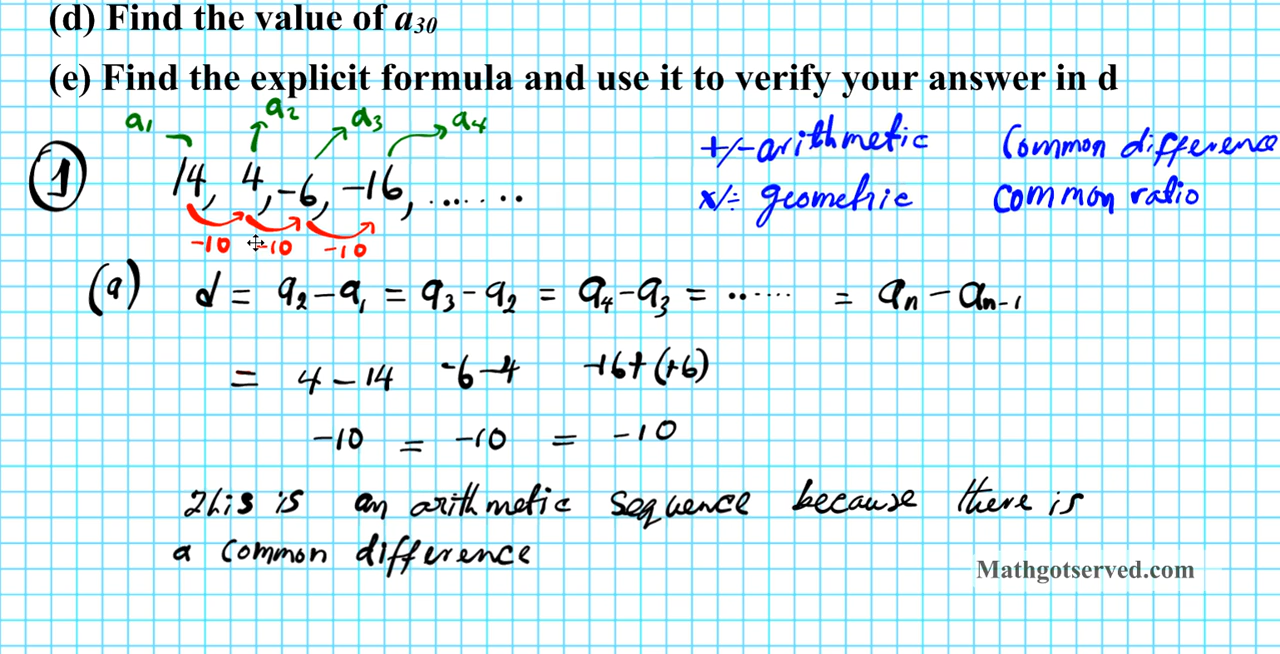 (d) Find the value of a30
(e) Find the explicit formula and use it to verify your answer in d
a1 a2 a3 a4
+/- arithmetic Common difference
① 14, 4, -6, -16, ......
x/÷ geometric common ratio
-10 -10 -10
(a) d = a2 - a1 = a3 - a2 = a4 - a3 = ...... = an - an-1
= 4 - 14 -6-4 -16+(+6)
-10 = -10 = -10
This is an arithmetic sequence because there is
a common difference
Mathgotserved.com